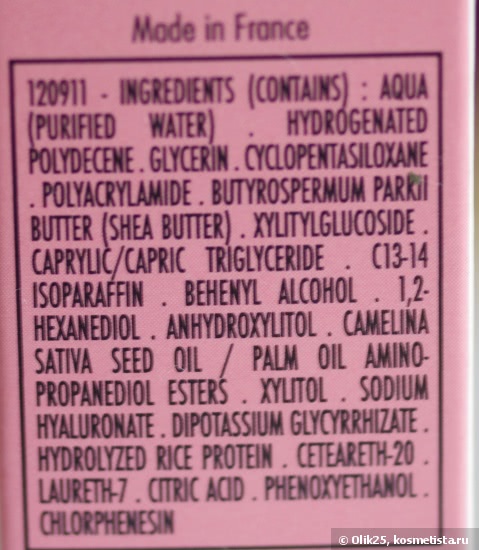 Made in France
120911 - INGREDIENTS (CONTAINS) : AQUA
(PURIFIED WATER) . HYDROGENATED
POLYDECENE . GLYCERIN . CYCLOPENTASILOXANE
. POLYACRYLAMIDE . BUTYROSPERMUM PARKII
BUTTER (SHEA BUTTER) . XYLITYLGLUCOSIDE .
CAPRYLIC/CAPRIC TRIGLYCERIDE . C13-14
ISOPARAFFIN . BEHENYL ALCOHOL . 1,2-
HEXANEDIOL . ANHYDROXYLITOL . CAMELINA
SATIVA SEED OIL / PALM OIL AMINO-
PROPANEDIOL ESTERS . XYLITOL . SODIUM
HYALURONATE . DIPOTASSIUM GLYCYRRHIZATE .
HYDROLYZED RICE PROTEIN . CETEARETH-20 .
LAURETH-7 . CITRIC ACID . PHENOXYETHANOL .
CHLORPHENESIN
© Olik25, kosmetista.ru